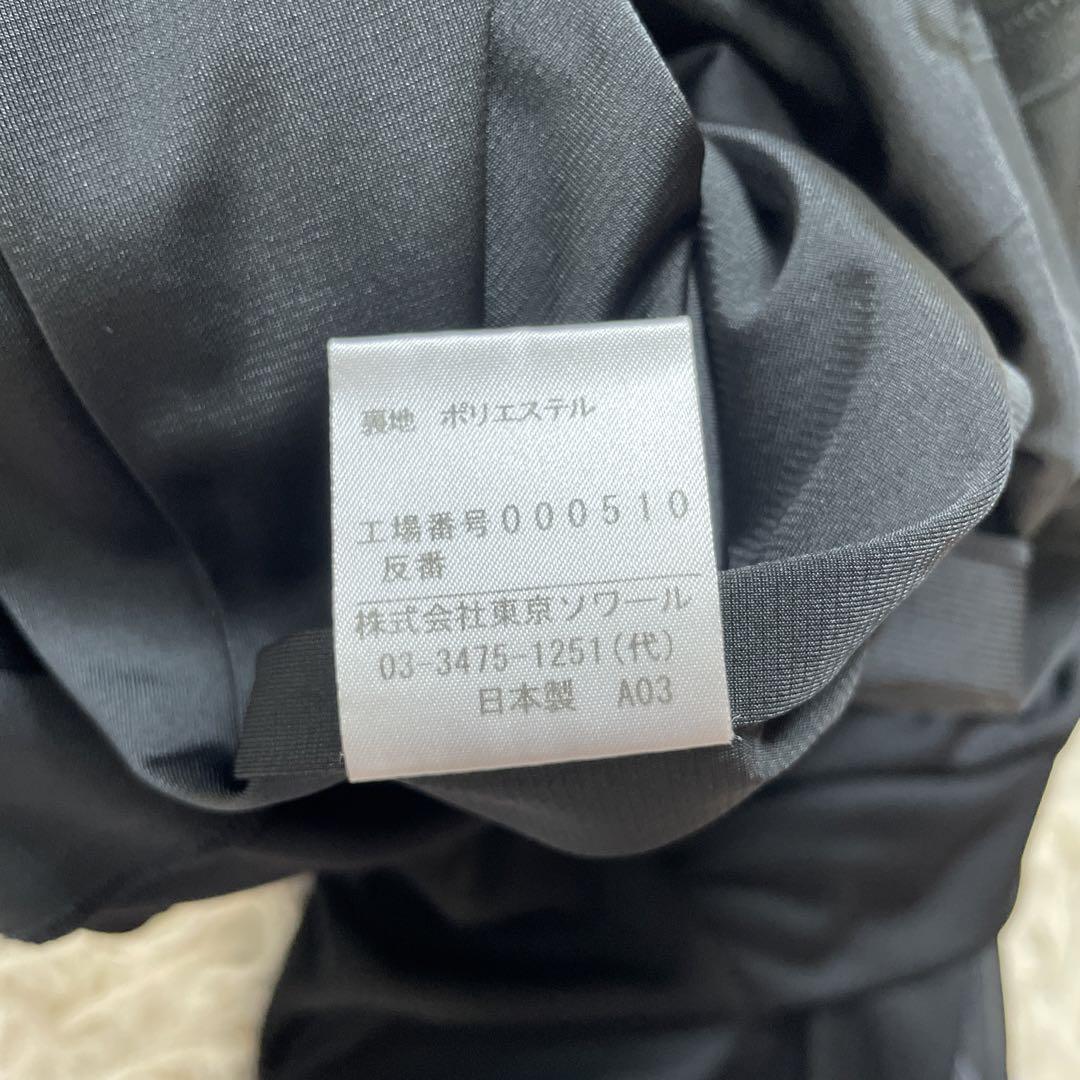 裏地 ポリエステル
工場番号000510
反番
株式会社東京ソワール
03-3475-1251(代)
日本製 A03